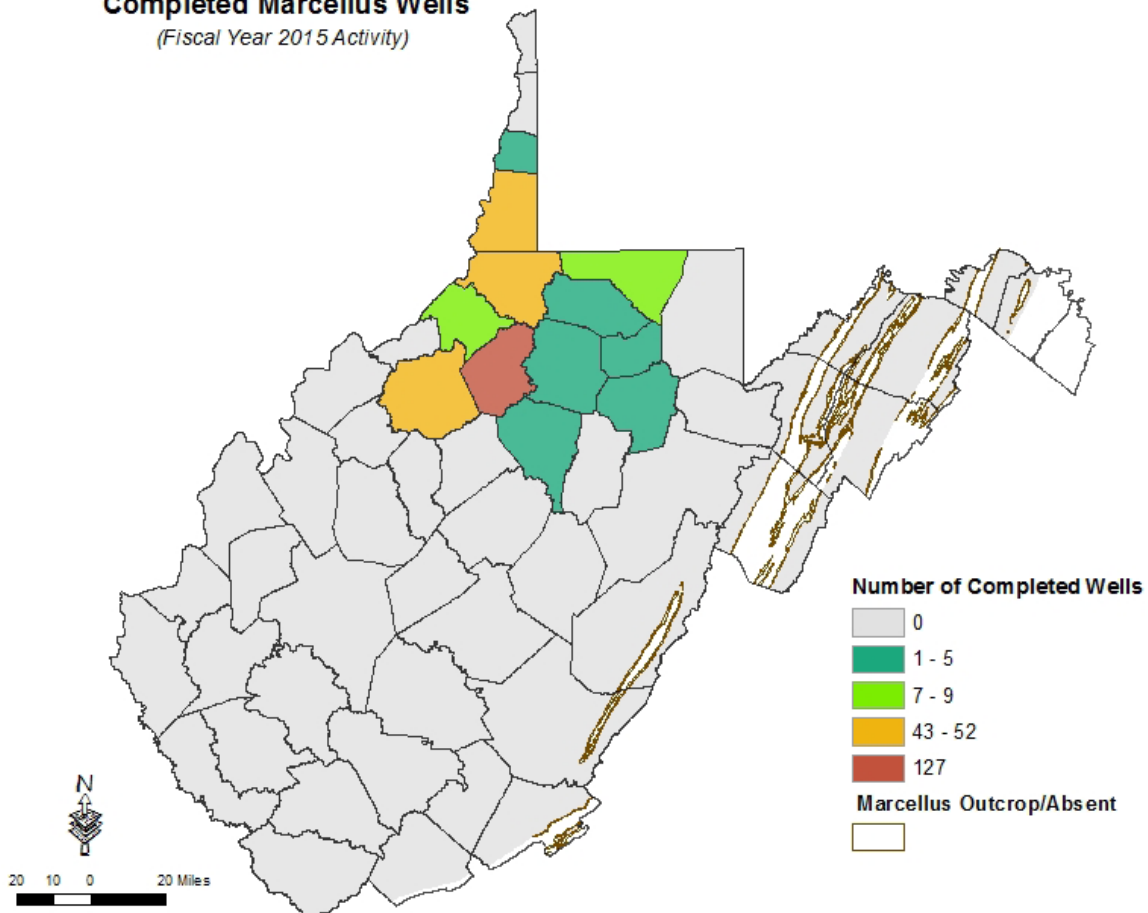 Completed Marcellus Wells
(Fiscal Year 2015 Activity)
Number of Completed Wells
0
1 - 5
7 - 9
43 - 52
127
Marcellus Outcrop/Absent
N
20 10 0 20 Miles